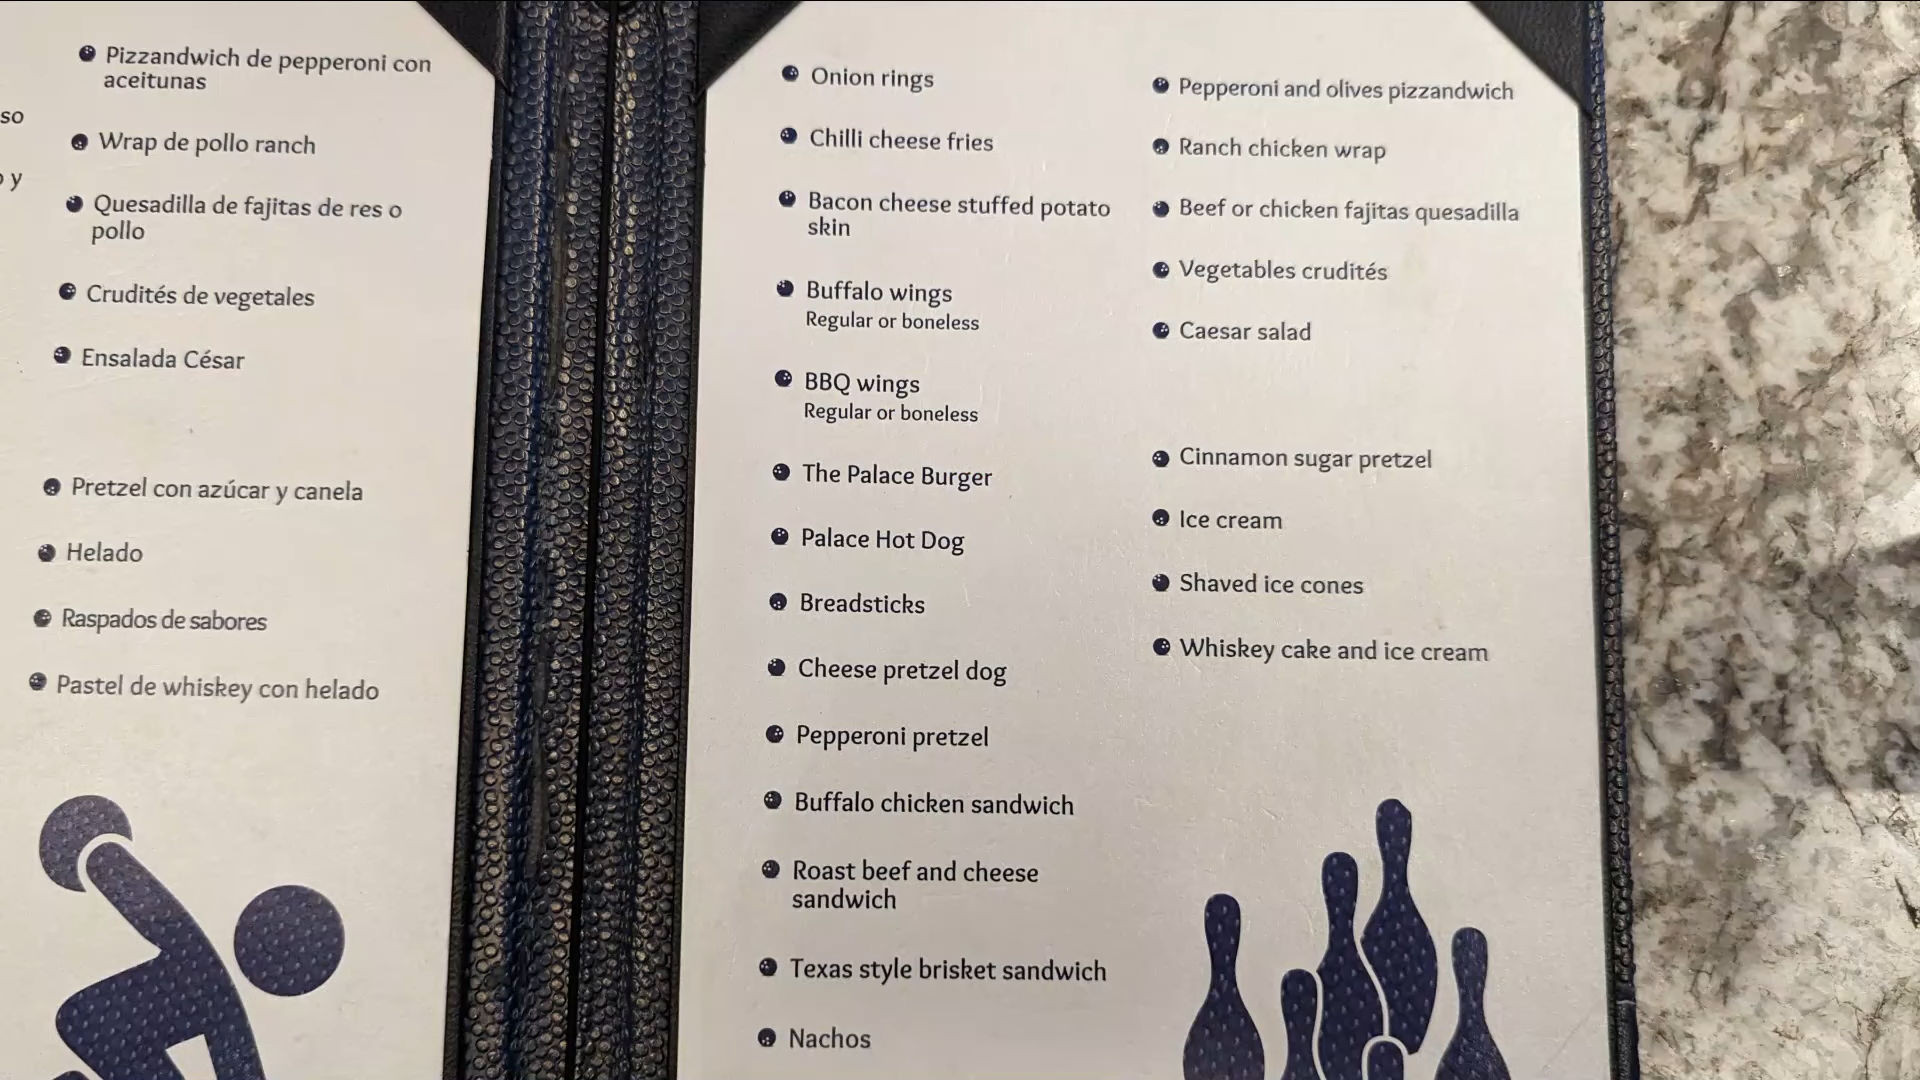 so
y
Pizzandwich de pepperoni con
aceitunas
Wrap de pollo ranch
Quesadilla de fajitas de res o
pollo
Crudités de vegetales
Ensalada César
Pretzel con azúcar y canela
Helado
Raspados de sabores
Pastel de whiskey con helado
Onion rings
Chilli cheese fries
Bacon cheese stuffed potato
skin
Buffalo wings
Regular or boneless
BBQ wings
Regular or boneless
The Palace Burger
Palace Hot Dog
Breadsticks
Cheese pretzel dog
Pepperoni pretzel
Buffalo chicken sandwich
Roast beef and cheese
sandwich
Texas style brisket sandwich
Nachos
Pepperoni and olives pizzandwich
Ranch chicken wrap
Beef or chicken fajitas quesadilla
Vegetables crudités
Caesar salad
Cinnamon sugar pretzel
Ice cream
Shaved ice cones
Whiskey cake and ice cream